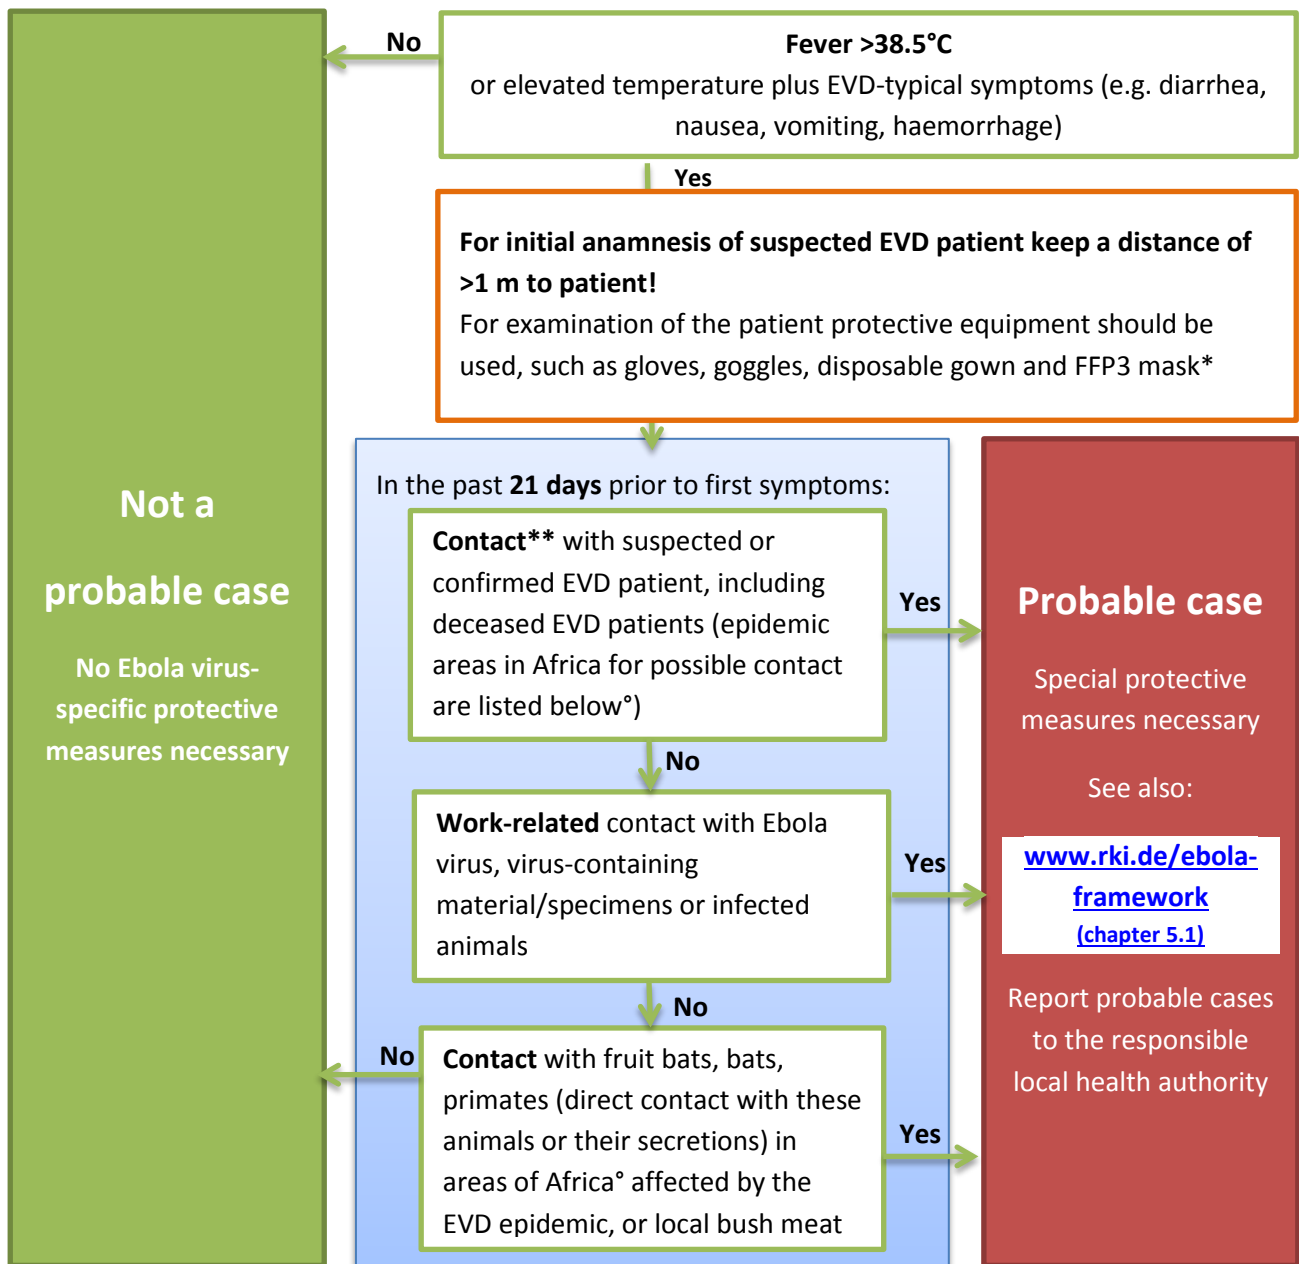 No
Fever >38.5°C
or elevated temperature plus EVD-typical symptoms (e.g. diarrhea,
nausea, vomiting, haemorrhage)
Yes
For initial anamnesis of suspected EVD patient keep a distance of
>1 m to patient!
For examination of the patient protective equipment should be
used, such as gloves, goggles, disposable gown and FFP3 mask*
Not a
probable case
No Ebola virus-
specific protective
measures necessary
In the past 21 days prior to first symptoms:
Contact** with suspected or
confirmed EVD patient, including
deceased EVD patients (epidemic
areas in Africa for possible contact
are listed below°)
Yes
No
Work-related contact with Ebola
virus, virus-containing
material/specimens or infected
animals
Yes
No
No
Contact with fruit bats, bats,
primates (direct contact with these
animals or their secretions) in
areas of Africa° affected by the
EVD epidemic, or local bush meat
Yes
Probable case
Special protective
measures necessary
See also:
www.rki.de/ebola-
framework
(chapter 5.1)
Report probable cases
to the responsible
local health authority